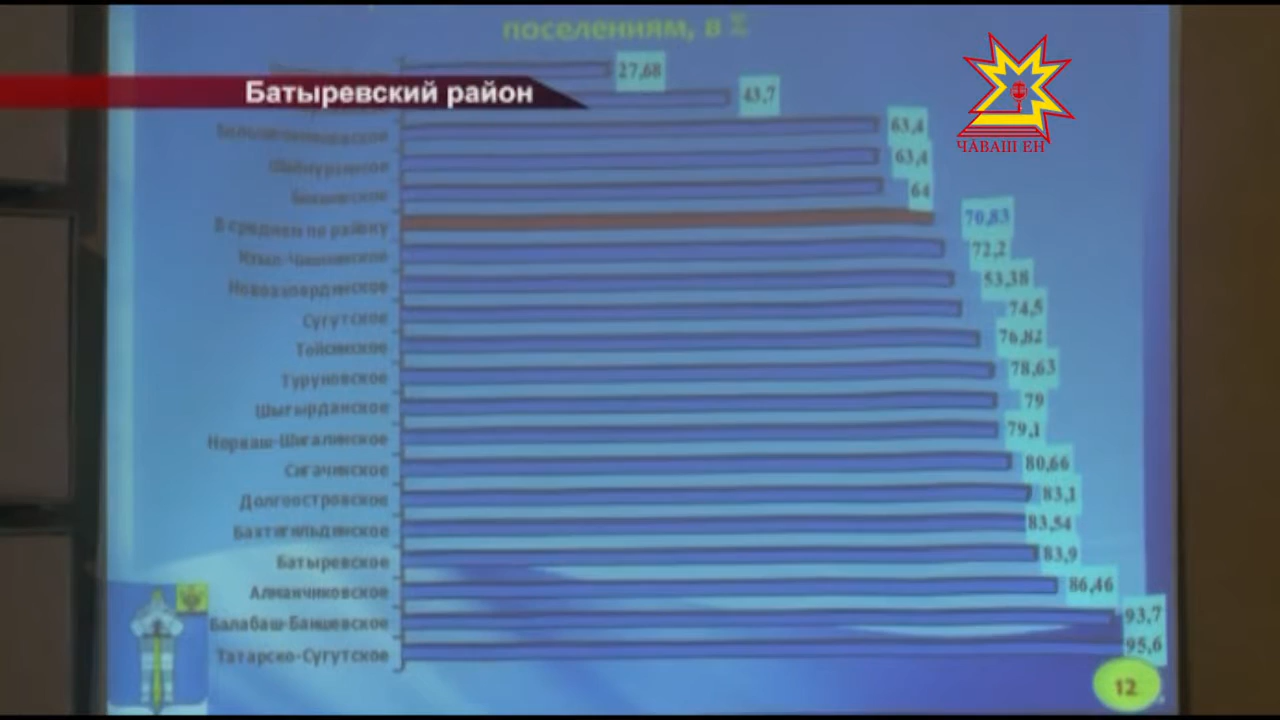 поселениям, в %
27,68
Батыревский район
43,7
ЧӐВАШ ЕН
63,4
63,4
64
В среднем по району 70,83
72,2
53,38
Сугутское 74,5
Тойсинское 76,82
Туруновское 78,63
Шыгырданское 79
Норваш-Шигалинское 79,1
Сигачинское 80,66
Долгоостровское 83,1
Бахтигильдинское 83,54
Батыревское 83,9
Алманчиковское 86,46
Балабаш-Баишевское 93,7
Татарско-Сугутское 95,6
12